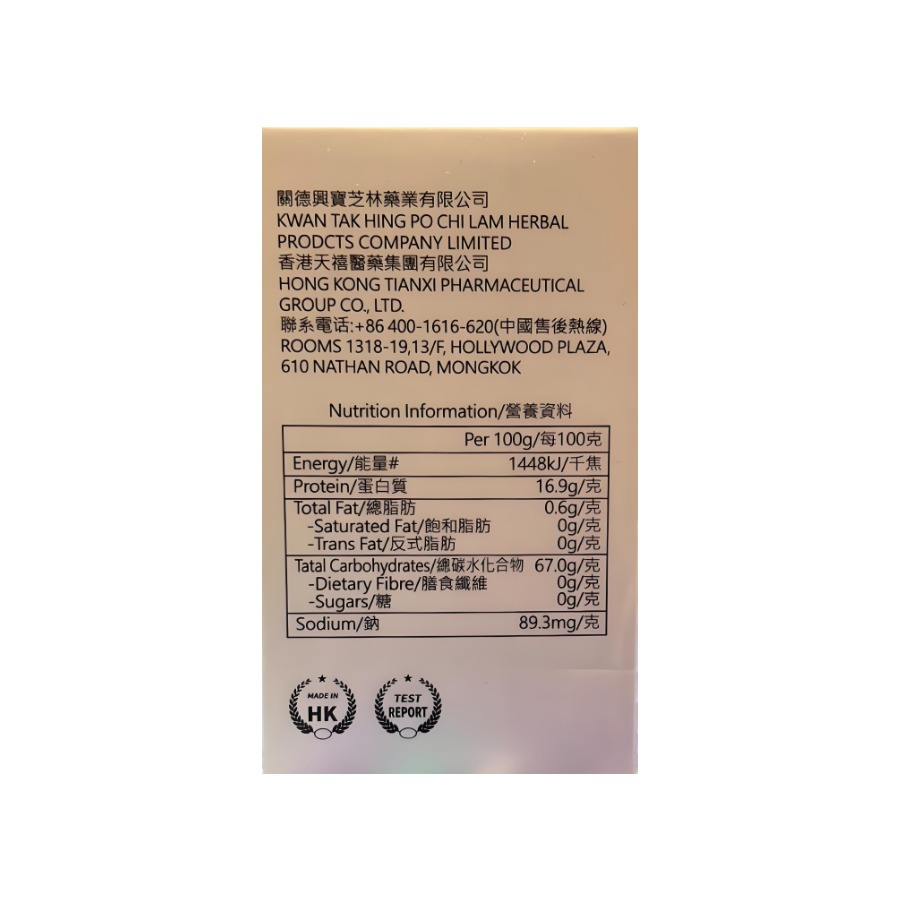 關德興寶芝林藥業有限公司
KWAN TAK HING PO CHI LAM HERBAL
PRODCTS COMPANY LIMITED
香港天禧醫藥集團有限公司
HONG KONG TIANXI PHARMACEUTICAL
GROUP CO., LTD.
聯系電话:+86 400-1616-620(中國售後熱線)
ROOMS 1318-19,13/F, HOLLYWOOD PLAZA,
610 NATHAN ROAD, MONGKOK
Nutrition Information/營養資料
Per 100g/每100克
Energy/能量# 1448kJ/千焦
Protein/蛋白質 16.9g/克
Total Fat/總脂肪 0.6g/克
-Saturated Fat/飽和脂肪 0g/克
-Trans Fat/反式脂肪 0g/克
Tatal Carbohydrates/總碳水化合物 67.0g/克
-Dietary Fibre/膳食纖維 0g/克
-Sugars/糖 0g/克
Sodium/鈉 89.3mg/克
MADE IN
HK
TEST
REPORT